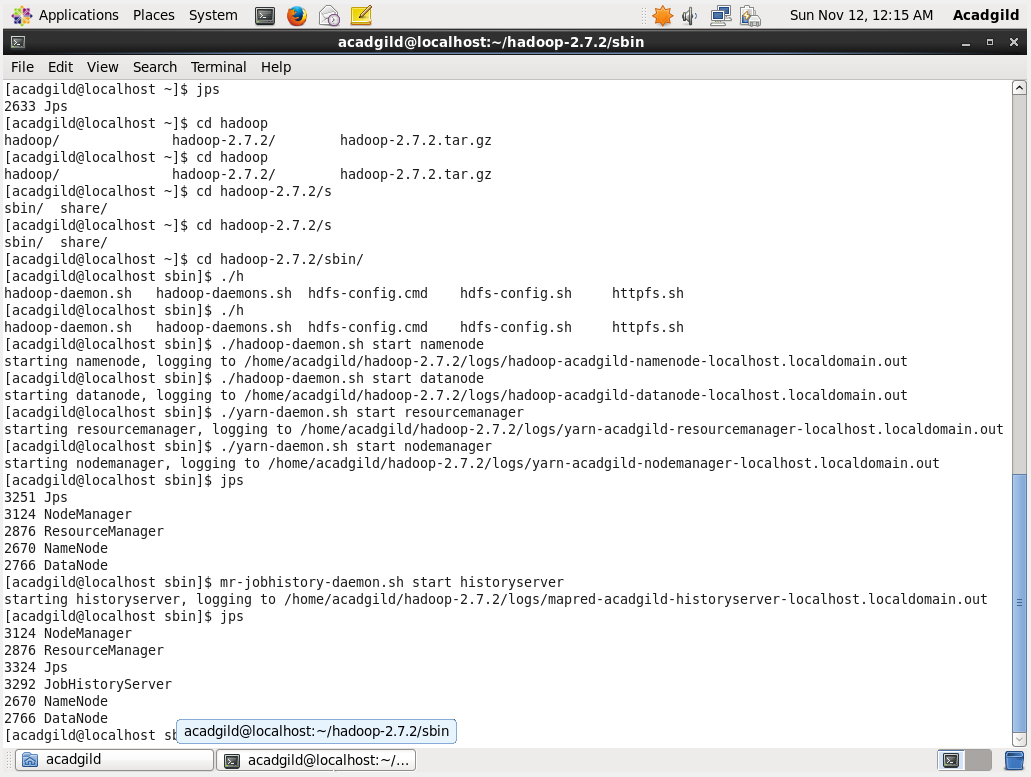 Applications Places System Sun Nov 12, 12:15 AM Acadgild
acadgild@localhost:~/hadoop-2.7.2/sbin
File Edit View Search Terminal Help
[acadgild@localhost ~]$ jps
2633 Jps
[acadgild@localhost ~]$ cd hadoop
hadoop/ hadoop-2.7.2/ hadoop-2.7.2.tar.gz
[acadgild@localhost ~]$ cd hadoop
hadoop/ hadoop-2.7.2/ hadoop-2.7.2.tar.gz
[acadgild@localhost ~]$ cd hadoop-2.7.2/s
sbin/ share/
[acadgild@localhost ~]$ cd hadoop-2.7.2/s
sbin/ share/
[acadgild@localhost ~]$ cd hadoop-2.7.2/sbin/
[acadgild@localhost sbin]$ ./h
hadoop-daemon.sh hadoop-daemons.sh hdfs-config.cmd hdfs-config.sh httpfs.sh
[acadgild@localhost sbin]$ ./h
hadoop-daemon.sh hadoop-daemons.sh hdfs-config.cmd hdfs-config.sh httpfs.sh
[acadgild@localhost sbin]$ ./hadoop-daemon.sh start namenode
starting namenode, logging to /home/acadgild/hadoop-2.7.2/logs/hadoop-acadgild-namenode-localhost.localdomain.out
[acadgild@localhost sbin]$ ./hadoop-daemon.sh start datanode
starting datanode, logging to /home/acadgild/hadoop-2.7.2/logs/hadoop-acadgild-datanode-localhost.localdomain.out
[acadgild@localhost sbin]$ ./yarn-daemon.sh start resourcemanager
starting resourcemanager, logging to /home/acadgild/hadoop-2.7.2/logs/yarn-acadgild-resourcemanager-localhost.localdomain.out
[acadgild@localhost sbin]$ ./yarn-daemon.sh start nodemanager
starting nodemanager, logging to /home/acadgild/hadoop-2.7.2/logs/yarn-acadgild-nodemanager-localhost.localdomain.out
[acadgild@localhost sbin]$ jps
3251 Jps
3124 NodeManager
2876 ResourceManager
2670 NameNode
2766 DataNode
[acadgild@localhost sbin]$ mr-jobhistory-daemon.sh start historyserver
starting historyserver, logging to /home/acadgild/hadoop-2.7.2/logs/mapred-acadgild-historyserver-localhost.localdomain.out
[acadgild@localhost sbin]$ jps
3124 NodeManager
2876 ResourceManager
3324 Jps
3292 JobHistoryServer
2670 NameNode
2766 DataNode
[acadgild@localhost sb
acadgild@localhost:~/hadoop-2.7.2/sbin
acadgild acadgild@localhost:~/...